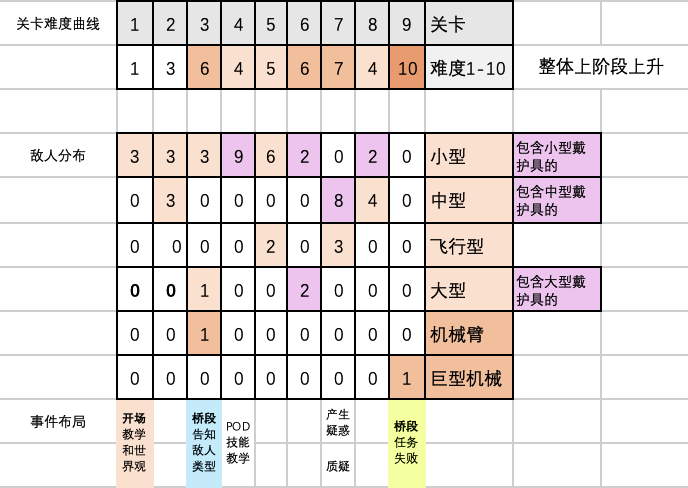 关卡难度曲线 1 2 3 4 5 6 7 8 9 关卡
1 3 6 4 5 6 7 4 10 难度1-10 整体上阶段上升
敌人分布 3 3 3 9 6 2 0 2 0 小型 包含小型戴
护具的
0 3 0 0 0 0 8 4 0 中型 包含中型戴
护具的
0 0 0 0 2 0 3 0 0 飞行型
0 0 1 0 0 2 0 0 0 大型 包含大型戴
护具的
0 0 1 0 0 0 0 0 0 机械臂
0 0 0 0 0 0 0 0 1 巨型机械
事件布局
开场
教学
和世
界观
桥段
告知
敌人
类型
POD
技能
教学
产生
疑惑
质疑
桥段
任务
失败